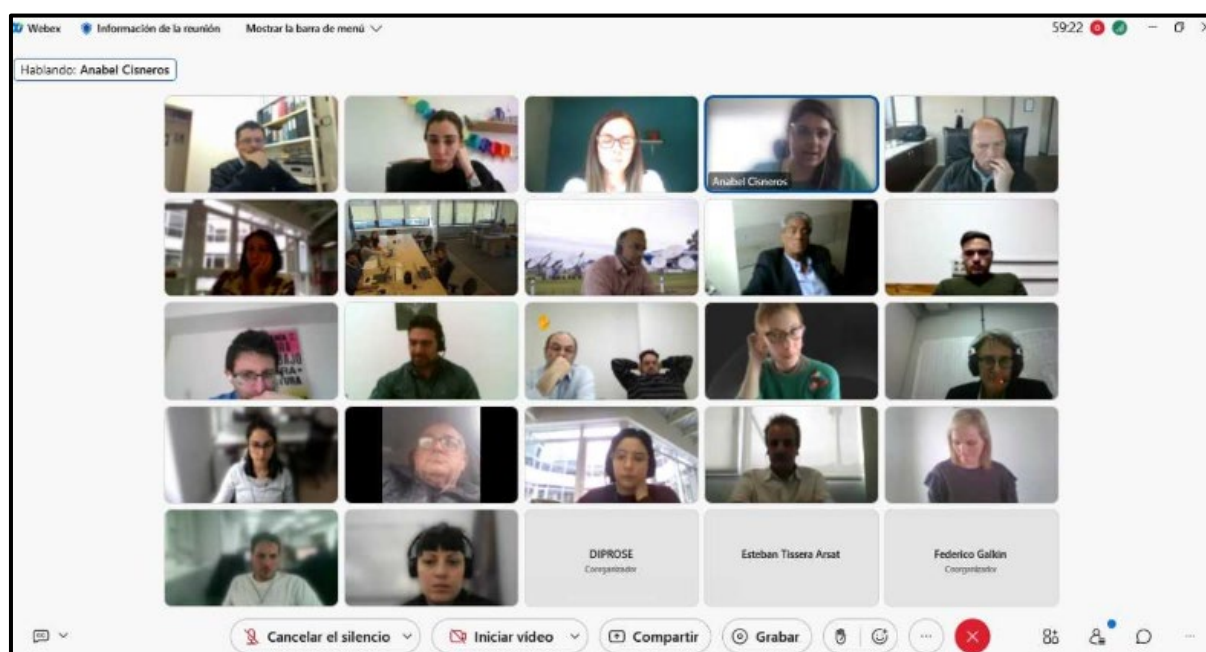 Webex Información de la reunión Mostrar la barra de menú 59:22
Hablando: Anabel Cisneros
Anabel Cisneros
DIPROSE
Coorganizador
Esteban Tissera Arsat
Federico Galkin
Coorganizador
Cancelar el silencio Iniciar vídeo Compartir Grabar